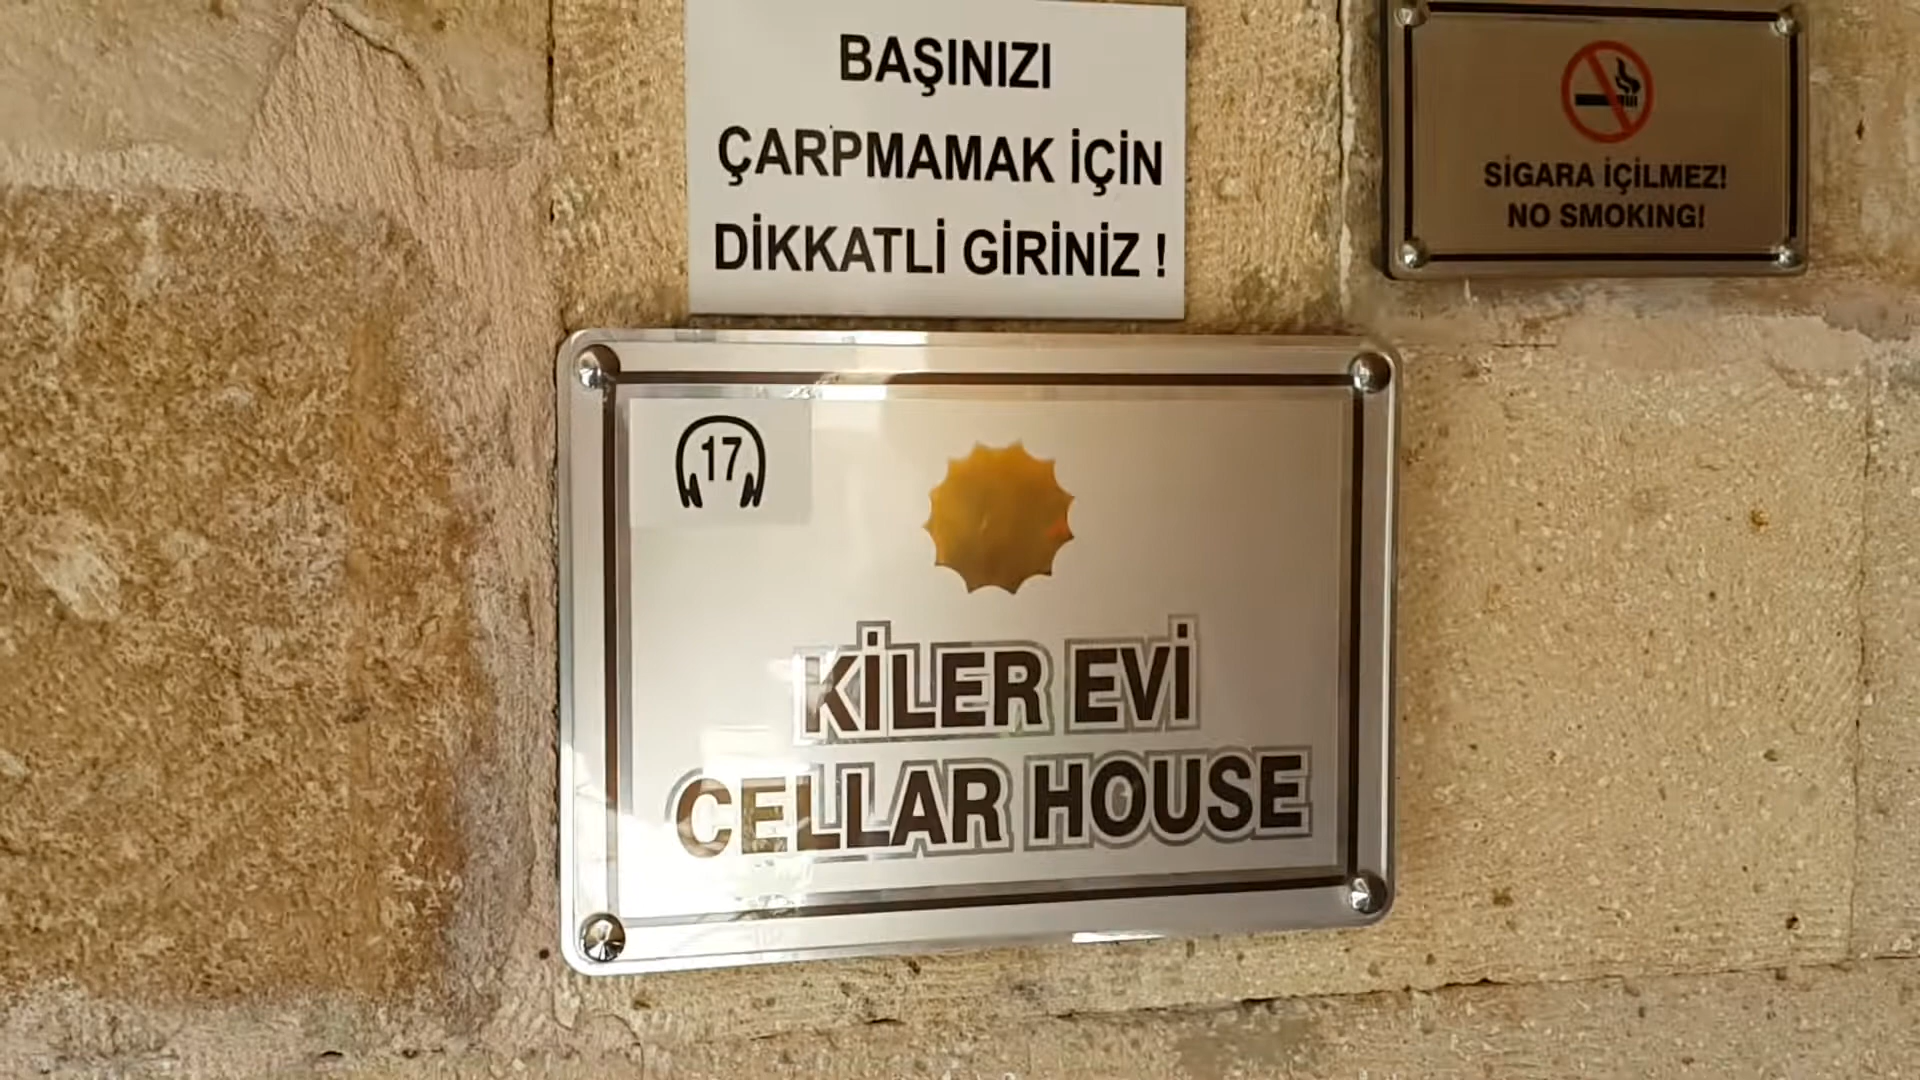 BAŞINIZI
ÇARPMAMAK İÇİN
DİKKATLİ GİRİNİZ !
SİGARA İÇİLMEZ!
NO SMOKING!
17
KİLER EVİ
CELLAR HOUSE